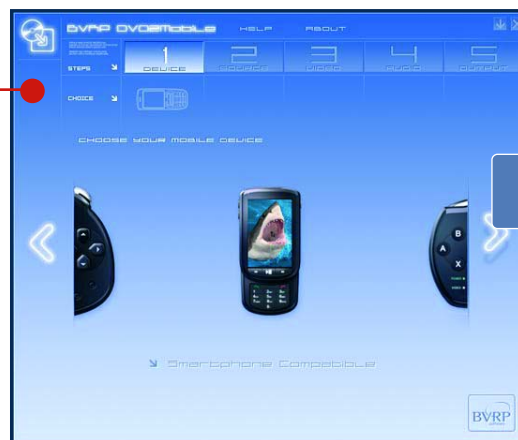 BVRP DVD2Mobile HELP ABOUT
STEPS 1 2 3 4 5
DEVICE SOURCE VIDEO AUDIO OUTPUT
CHOICE
CHOOSE YOUR MOBILE DEVICE
A B X
Smartphone Compatible
BVRP